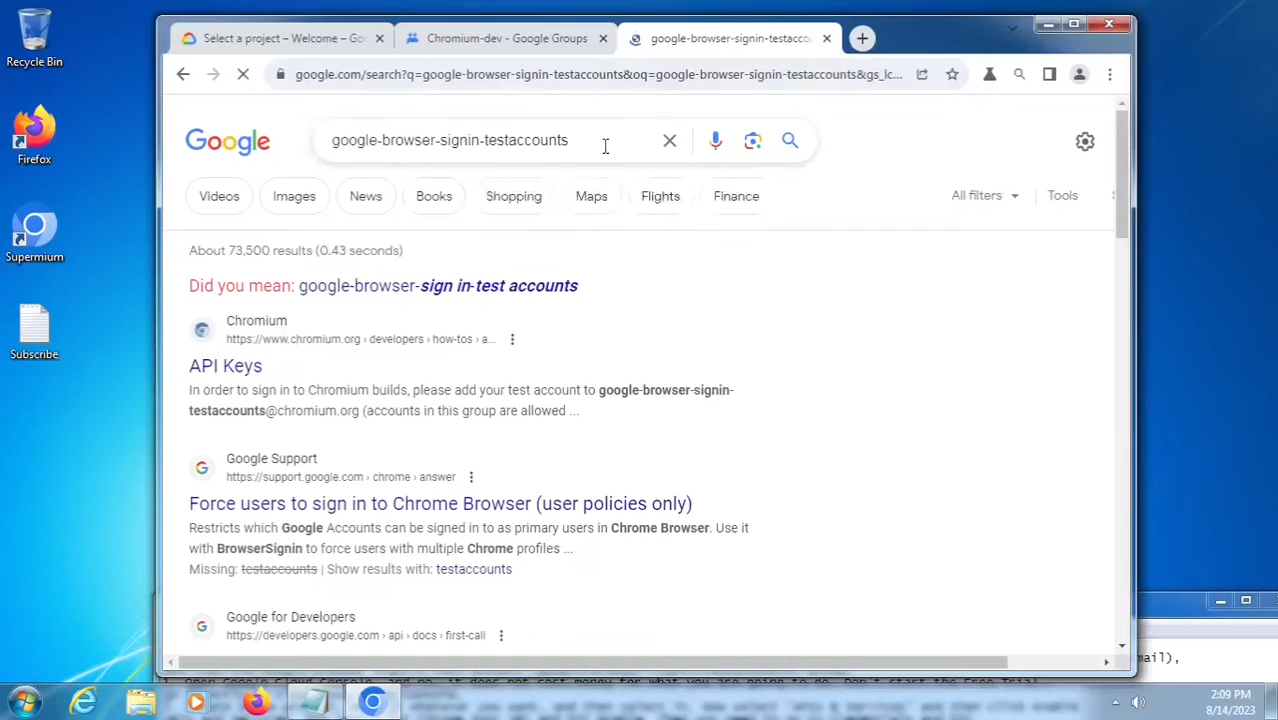 Recycle Bin
Firefox
Supermium
Subscribe
Select a project – Welcome –
Chromium-dev - Google Groups
google-browser-signin-testacco
google.com/search?q=google-browser-signin-testaccounts&oq=google-browser-signin-testaccounts&gs_lc...
Google
google-browser-signin-testaccounts
Videos
Images
News
Books
Shopping
Maps
Flights
Finance
All filters
Tools
About 73,500 results (0.43 seconds)
Did you mean: google-browser-sign in-test accounts
Chromium
https://www.chromium.org › developers › how-tos › a...
API Keys
In order to sign in to Chromium builds, please add your test account to google-browser-signin-
testaccounts@chromium.org (accounts in this group are allowed ...
Google Support
https://support.google.com › chrome › answer
Force users to sign in to Chrome Browser (user policies only)
Restricts which Google Accounts can be signed in to as primary users in Chrome Browser. Use it
with BrowserSignin to force users with multiple Chrome profiles ...
Missing: testaccounts | Show results with: testaccounts
Google for Developers
https://developers.google.com › api › docs › first-call
mail),
2:09 PM
8/14/2023